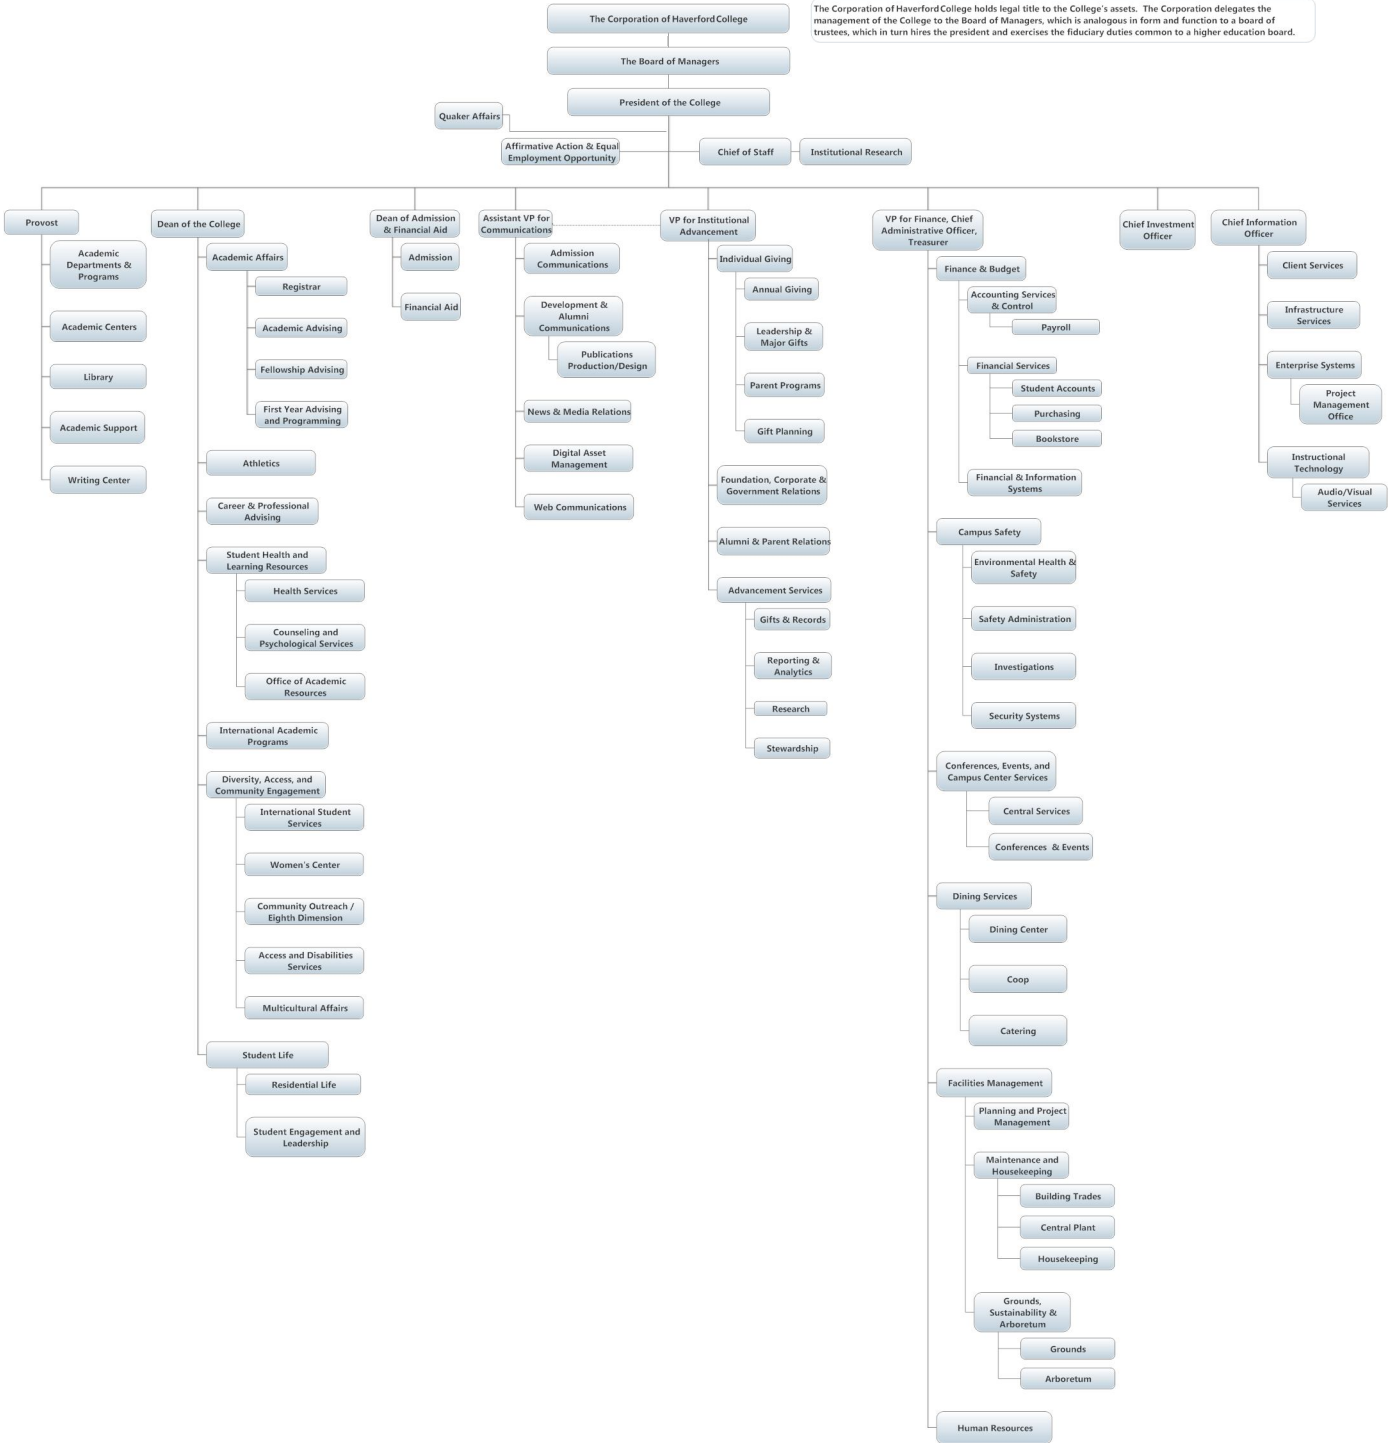 The Corporation of Haverford College
The Corporation of Haverford College holds legal title to the College's assets.  The Corporation delegates the
management of the College to the Board of Managers, which is analogous in form and function to a board of
trustees, which in turn hires the president and exercises the fiduciary duties common to a higher education board.
The Board of Managers
President of the College
Quaker Affairs
Affirmative Action & Equal
Employment Opportunity
Chief of Staff
Institutional Research
Provost
Academic
Departments &
Programs
Academic Centers
Library
Academic Support
Writing Center
Dean of the College
Academic Affairs
Registrar
Academic Advising
Fellowship Advising
First Year Advising
and Programming
Athletics
Career & Professional
Advising
Student Health and
Learning Resources
Health Services
Counseling and
Psychological Services
Office of Academic
Resources
International Academic
Programs
Diversity, Access, and
Community Engagement
International Student
Services
Women's Center
Community Outreach /
Eighth Dimension
Access and Disabilities
Services
Multicultural Affairs
Student Life
Residential Life
Student Engagement and
Leadership
Dean of Admission
& Financial Aid
Admission
Financial Aid
Assistant VP for
Communications
Admission
Communications
Development &
Alumni
Communications
Publications
Production/Design
News & Media Relations
Digital Asset
Management
Web Communications
VP for Institutional
Advancement
Individual Giving
Annual Giving
Leadership &
Major Gifts
Parent Programs
Gift Planning
Foundation, Corporate &
Government Relations
Alumni & Parent Relations
Advancement Services
Gifts & Records
Reporting &
Analytics
Research
Stewardship
VP for Finance, Chief
Administrative Officer,
Treasurer
Finance & Budget
Accounting Services
& Control
Payroll
Financial Services
Student Accounts
Purchasing
Bookstore
Financial & Information
Systems
Campus Safety
Environmental Health &
Safety
Safety Administration
Investigations
Security Systems
Conferences, Events, and
Campus Center Services
Central Services
Conferences  & Events
Dining Services
Dining Center
Coop
Catering
Facilities Management
Planning and Project
Management
Maintenance and
Housekeeping
Building Trades
Central Plant
Housekeeping
Grounds,
Sustainability &
Arboretum
Grounds
Arboretum
Human Resources
Chief Investment
Officer
Chief Information
Officer
Client Services
Infrastructure
Services
Enterprise Systems
Project
Management
Office
Instructional
Technology
Audio/Visual
Services